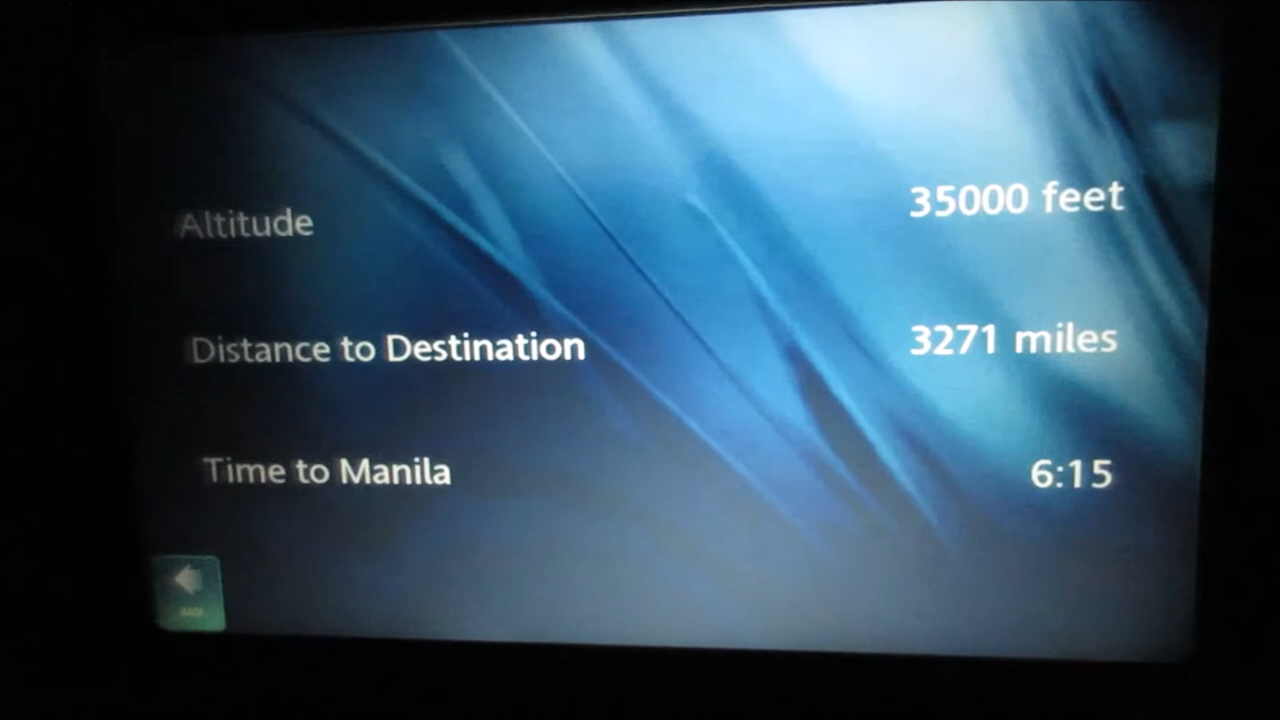 Altitude 35000 feet
Distance to Destination 3271 miles
Time to Manila 6:15